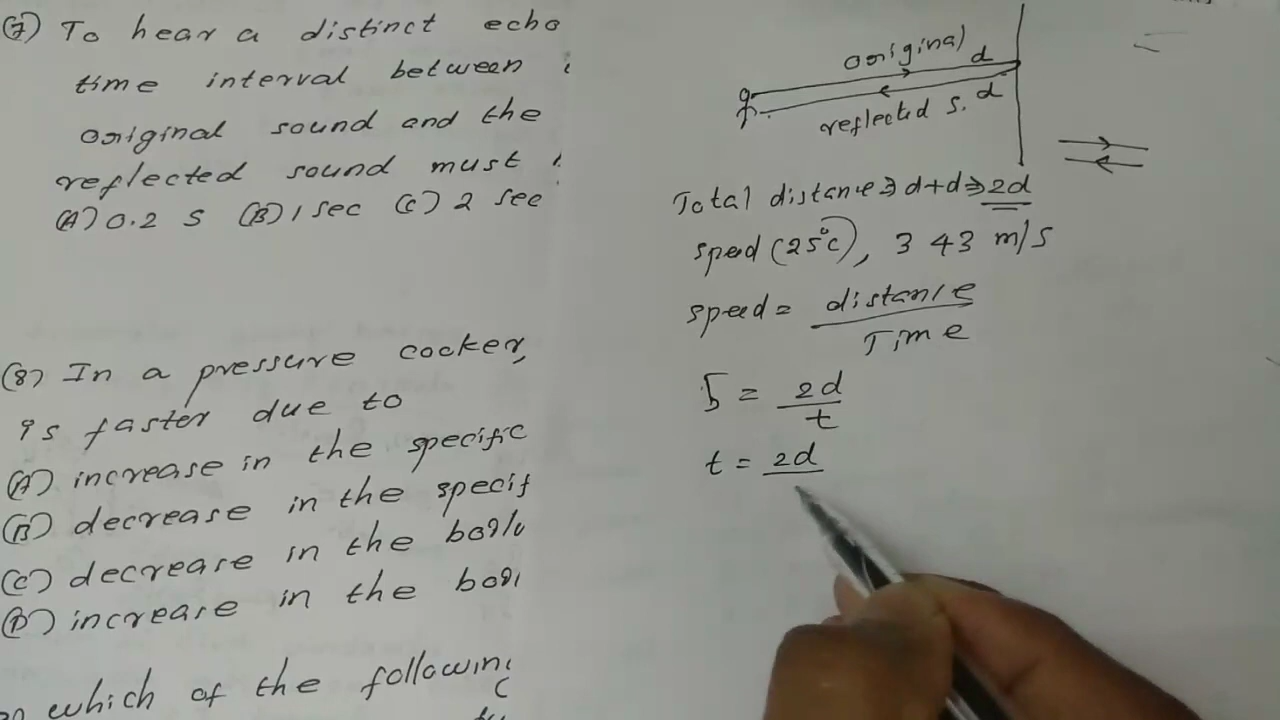 (7) To hear a distinct echo
time interval between
original sound and the
reflected sound must
(A) 0.2 S (B) 1 sec (C) 2 sec
(8) In a pressure cocker,
is faster due to
(A) increase in the specific
(B) decrease in the specif
(C) decrease in the boil
(D) increase in the boi
which of the following
original d
reflected s. d
Total distance ⇒ d+d ⇒ 2d
speed (25°C), 343 m/s
speed = distance
Time
S = 2d
t
t = 2d